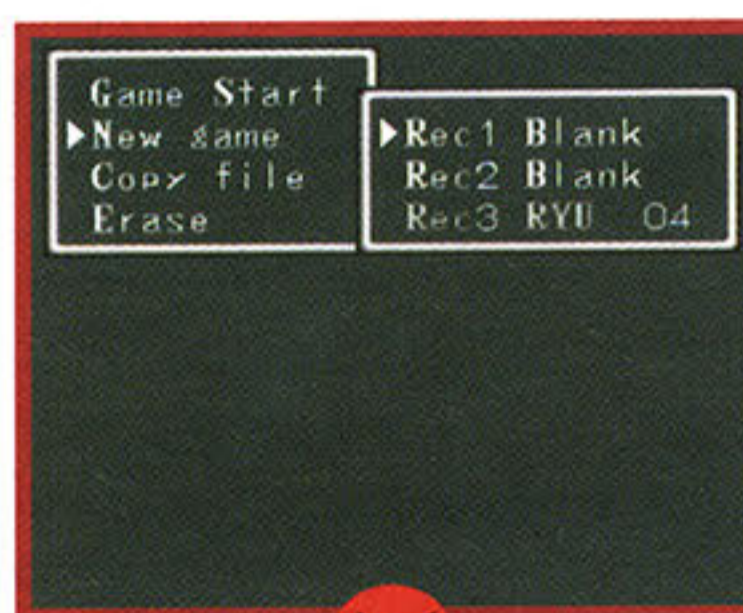 Game Start
▶New game
Copy file
Erase
▶Rec1 Blank
Rec2 Blank
Rec3 RYU 04